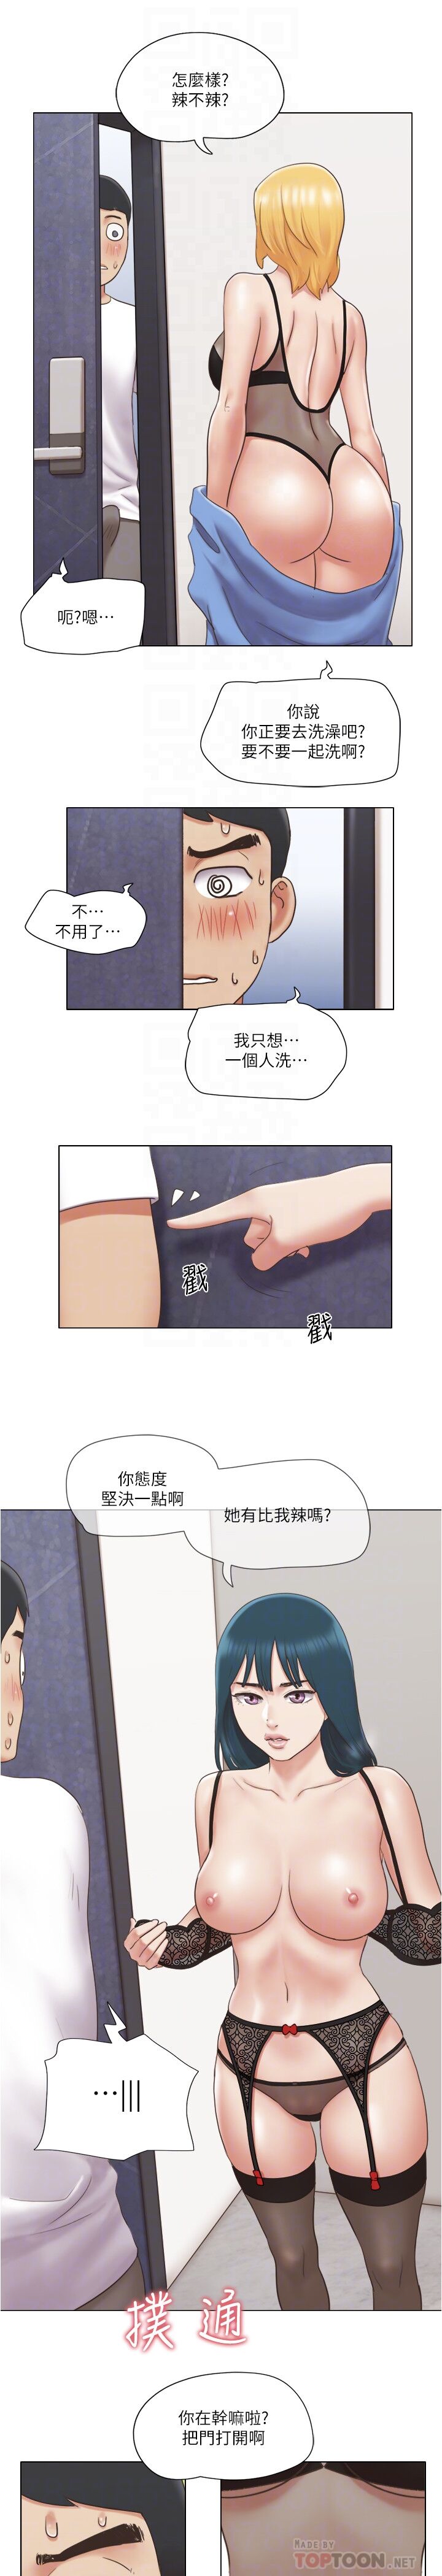 怎麼樣?
辣不辣?
呃?嗯⋯
你說
你正要去洗澡吧?
要不要一起洗啊?
不⋯
不用了⋯
我只想⋯
一個人洗⋯
戳
戳
你態度
堅決一點啊
她有比我辣嗎?
⋯|||
撲通
你在幹嘛啦?
把門打開啊
MADE BY
TOPTOON.NET